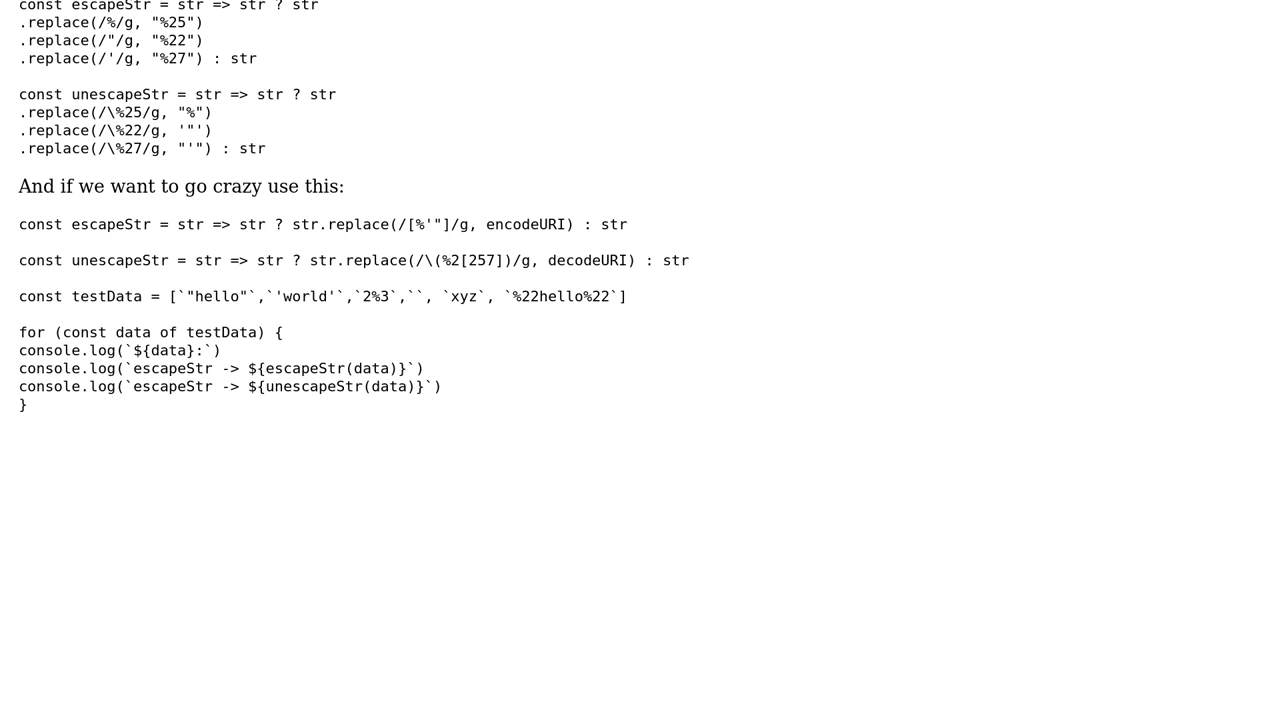 const escapeStr = str => str ? str
.replace(/%/g, "%25")
.replace(/"/g, "%22")
.replace(/'/g, "%27") : str
const unescapeStr = str => str ? str
.replace(/\%25/g, "%")
.replace(/\%22/g, '"')
.replace(/\%27/g, "'") : str
And if we want to go crazy use this:
const escapeStr = str => str ? str.replace(/[%'"]/g, encodeURI) : str
const unescapeStr = str => str ? str.replace(/\(%2[257])/g, decodeURI) : str
const testData = [`"hello"`,`'world'`,`2%3`,``, `xyz`, `%22hello%22`]
for (const data of testData) {
console.log(`${data}:`)
console.log(`escapeStr -> ${escapeStr(data)}`)
console.log(`escapeStr -> ${unescapeStr(data)}`)
}